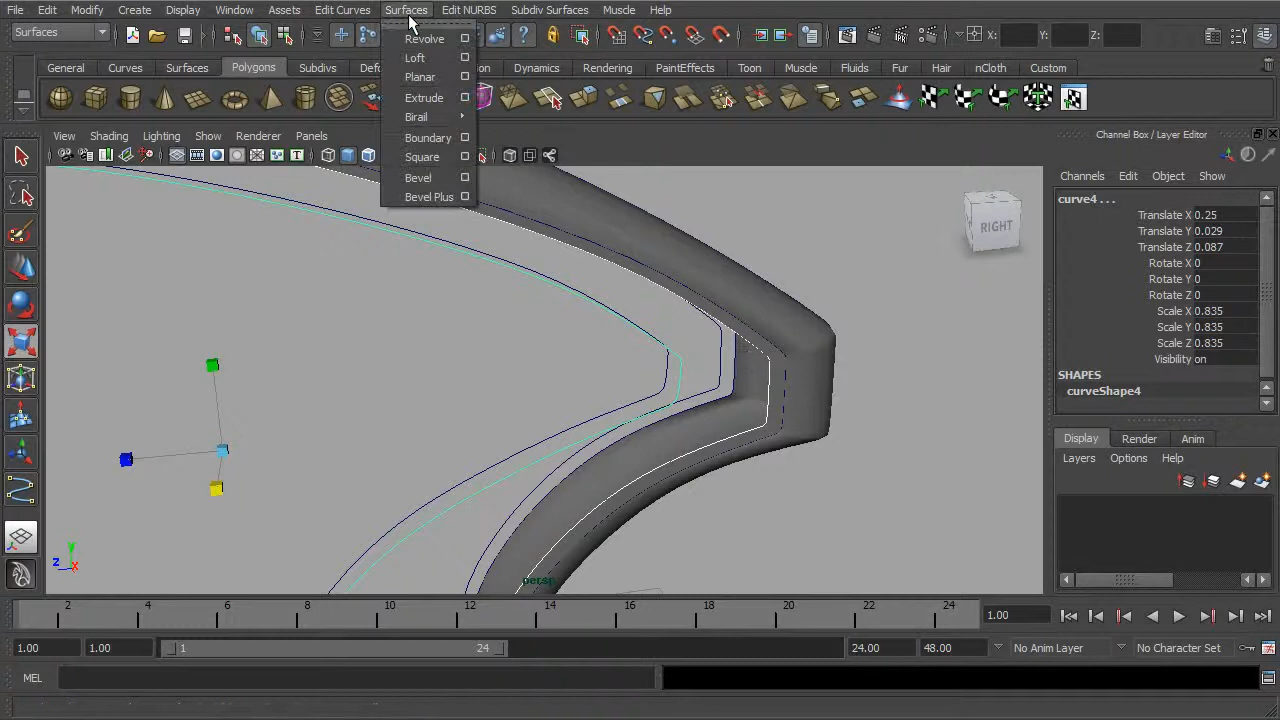 File Edit Modify Create Display Window Assets Edit Curves Surfaces Edit NURBS Subdiv Surfaces Muscle Help
Surfaces X: Y: Z:
General Curves Surfaces Polygons Subdivs Defo Dynamics Rendering PaintEffects Toon Muscle Fluids Fur Hair nCloth Custom
Revolve
Loft
Planar
Extrude
Birail
Boundary
Square
Bevel
Bevel Plus
View Shading Lighting Show Renderer Panels
RIGHT
z y x
persp
Channel Box / Layer Editor
Channels Edit Object Show
curve4 . . .
Translate X 0.25
Translate Y 0.029
Translate Z 0.087
Rotate X 0
Rotate Y 0
Rotate Z 0
Scale X 0.835
Scale Y 0.835
Scale Z 0.835
Visibility on
SHAPES
curveShape4
Display Render Anim
Layers Options Help
2 4 6 8 10 12 14 16 18 20 22 24
1.00
1.00 1.00 1 24 24.00 48.00 No Anim Layer No Character Set
MEL